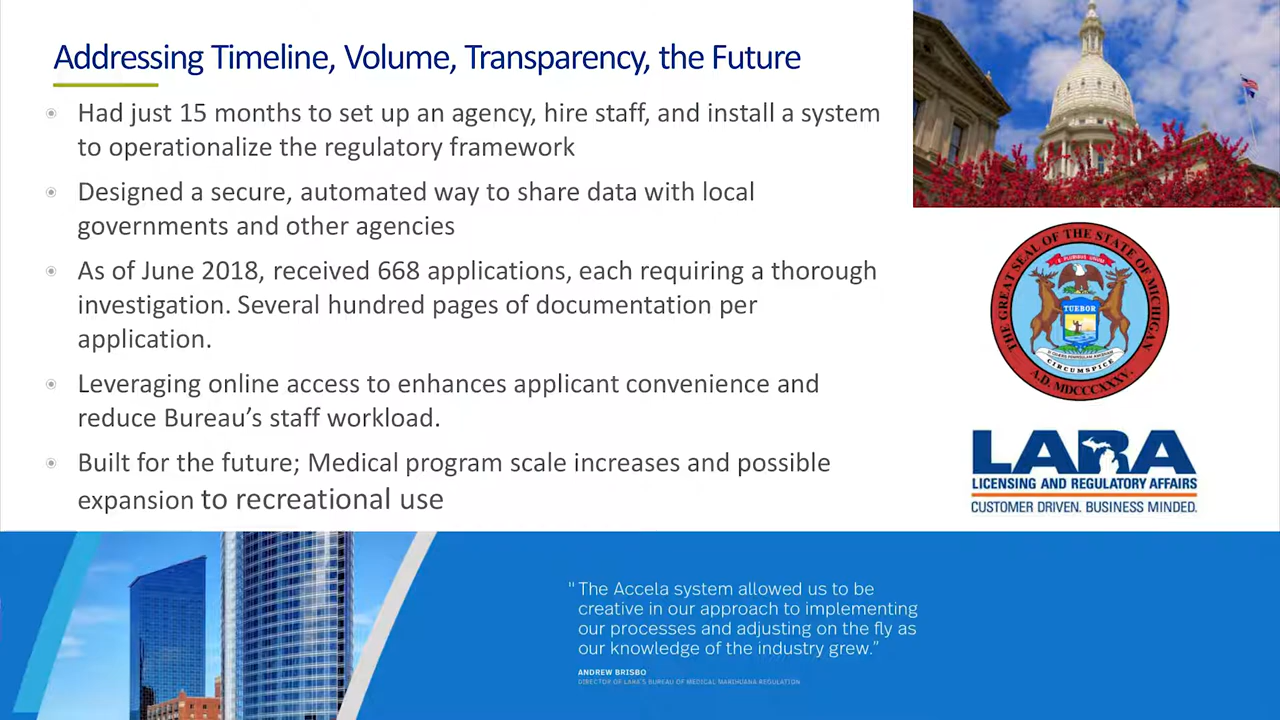 Addressing Timeline, Volume, Transparency, the Future
Had just 15 months to set up an agency, hire staff, and install a system
to operationalize the regulatory framework
Designed a secure, automated way to share data with local
governments and other agencies
As of June 2018, received 668 applications, each requiring a thorough
investigation. Several hundred pages of documentation per
application.
Leveraging online access to enhances applicant convenience and
reduce Bureau’s staff workload.
Built for the future; Medical program scale increases and possible
expansion to recreational use
THE GREAT SEAL OF THE STATE OF MICHIGAN
E PLURIBUS UNUM
TUEBOR
CIRCUMSPICE
A.D. MDCCCXXXV.
LARA
LICENSING AND REGULATORY AFFAIRS
CUSTOMER DRIVEN. BUSINESS MINDED.
"The Accela system allowed us to be
creative in our approach to implementing
our processes and adjusting on the fly as
our knowledge of the industry grew.”
ANDREW BRISBO
DIRECTOR OF LARA'S BUREAU OF MEDICAL MARIHUANA REGULATION